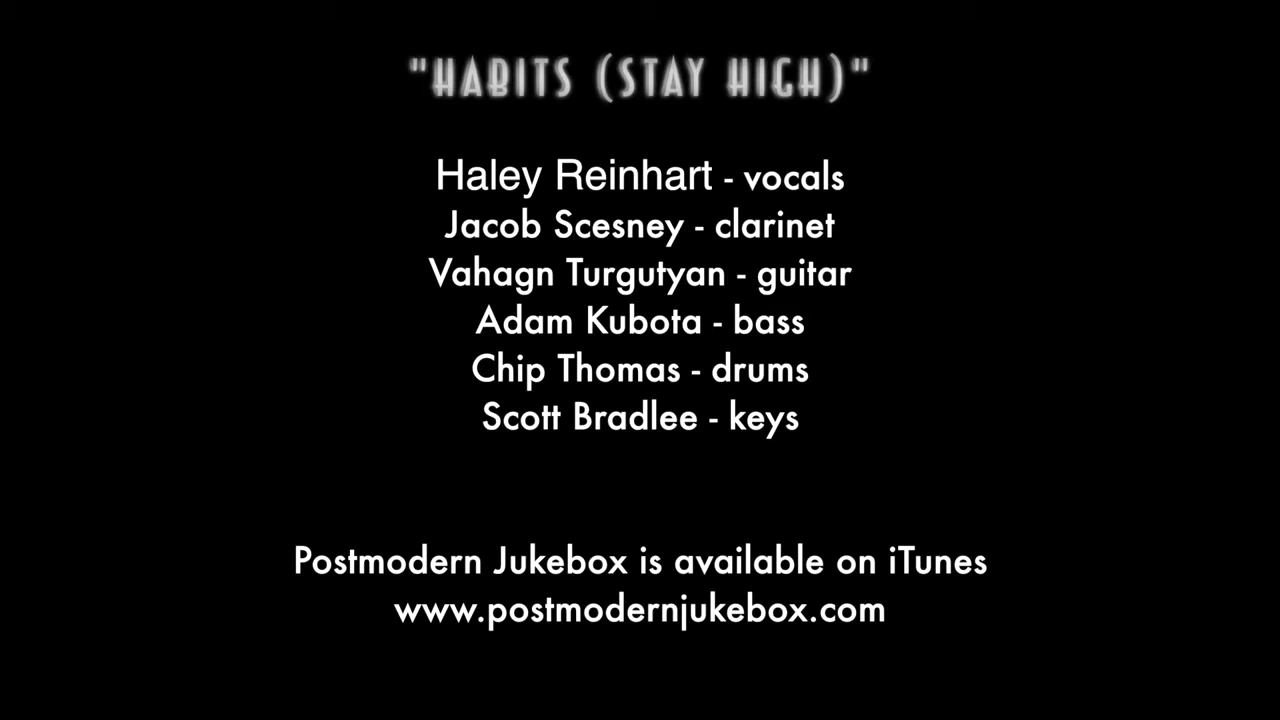 "HABITS (STAY HIGH)"
Haley Reinhart - vocals
Jacob Scesney - clarinet
Vahagn Turgutyan - guitar
Adam Kubota - bass
Chip Thomas - drums
Scott Bradlee - keys
Postmodern Jukebox is available on iTunes
www.postmodernjukebox.com